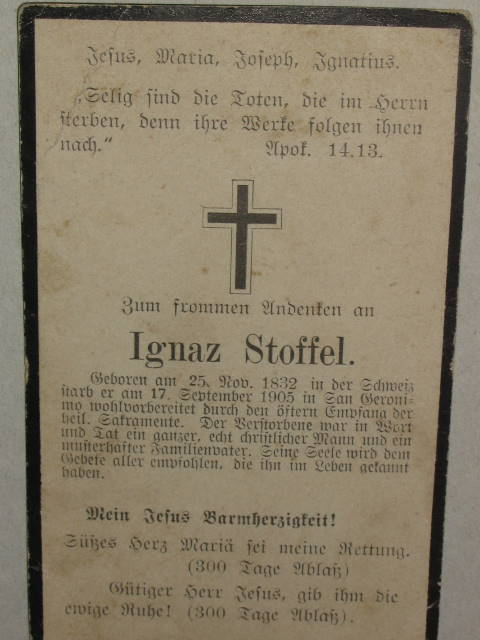 Jesus, Maria, Joseph, Ignatius.
„Selig sind die Toten, die im Herrn
sterben, denn ihre Werke folgen ihnen
nach.“ Apok. 14.13.
Zum frommen Andenken an
Ignaz Stoffel.
Geboren am 25. Nov. 1832 in der Schweiz
starb er am 17. September 1905 in San Geroni-
mo wohlvorbereitet durch den öftern Empfang der
heil. Sakramente. Der Verstorbene war in Wort
und Tat ein ganzer, echt christlicher Mann und ein
musterhafter Familienvater. Seine Seele wird dem
Gebete aller empfohlen, die ihn im Leben gekannt
haben.
Mein Jesus Barmherzigkeit!
Süßes Herz Mariä sei meine Rettung.
(300 Tage Ablaß)
Gütiger Herr Jesus, gib ihm die
ewige Ruhe! (300 Tage Ablaß).